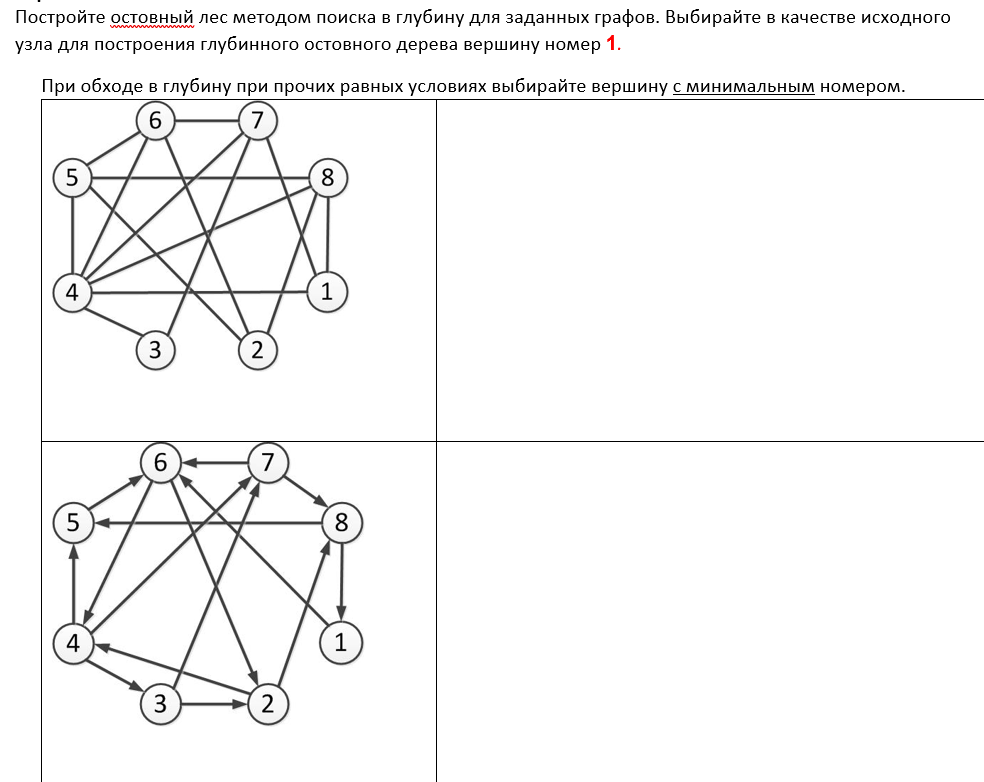 Постройте остовный лес методом поиска в глубину для заданных графов. Выбирайте в качестве исходного
узла для построения глубинного остовного дерева вершину номер 1.
При обходе в глубину при прочих равных условиях выбирайте вершину с минимальным номером.
6 7
5 8
4 1
3 2
6 7
5 8
4 1
3 2